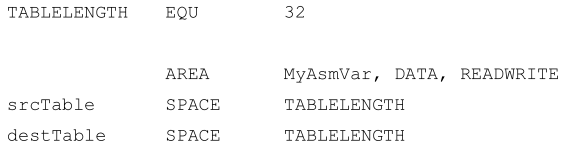 TABLELENGTH EQU 32
AREA MyAsmVar, DATA, READWRITE
srcTable SPACE TABLELENGTH
destTable SPACE TABLELENGTH